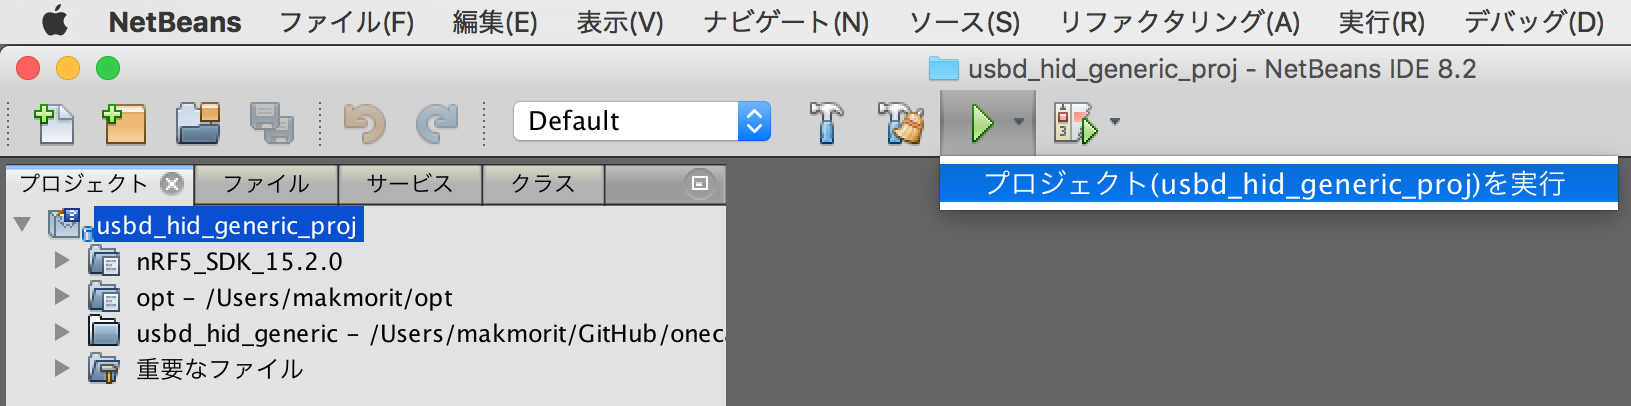 NetBeans ファイル(F) 編集(E) 表示(V) ナビゲート(N) ソース(S) リファクタリング(A) 実行(R) デバッグ(D)
usbd_hid_generic_proj - NetBeans IDE 8.2
Default
プロジェクト(usbd_hid_generic_proj)を実行
プロジェクト ファイル サービス クラス
usbd_hid_generic_proj
nRF5_SDK_15.2.0
opt - /Users/makmorit/opt
usbd_hid_generic - /Users/makmorit/GitHub/oneca
重要なファイル